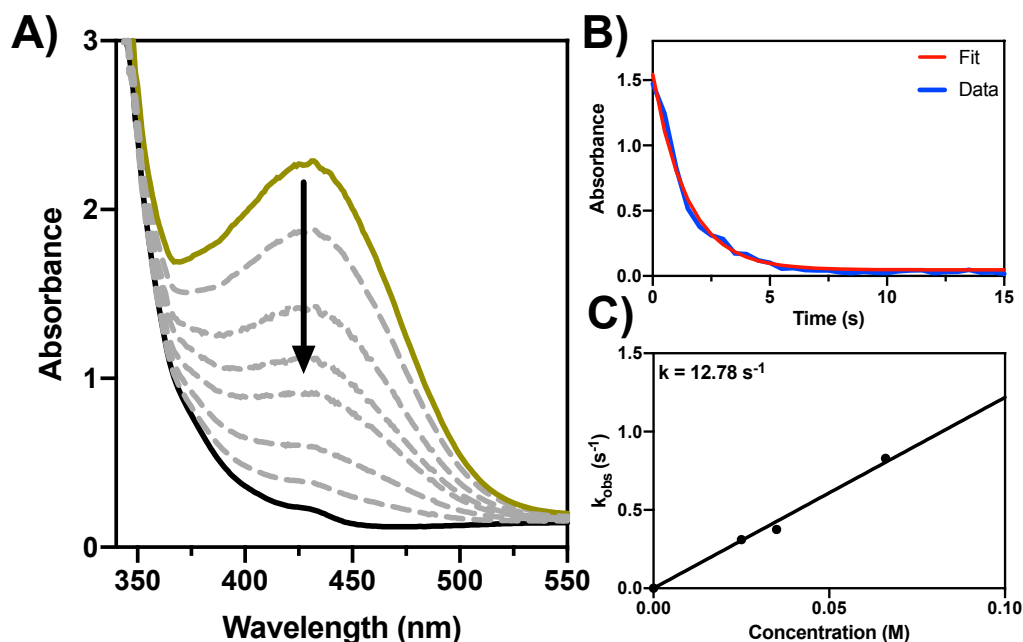 A)
3
2
1
0
Absorbance
350
400
450
500
550
Wavelength (nm)
B)
Fit
Data
1.5
1.0
0.5
0.0
Absorbance
0
5
10
15
Time (s)
C)
k = 12.78 s⁻¹
1.5
1.0
0.5
0.0
kobs (s⁻¹)
0.00
0.05
0.10
Concentration (M)